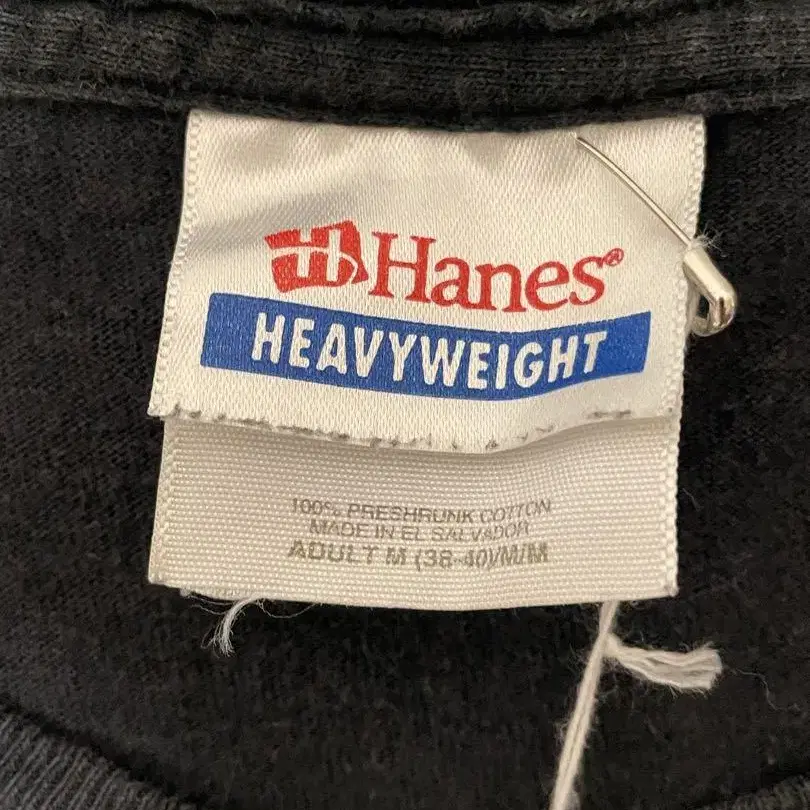 H Hanes®
HEAVYWEIGHT
100% PRESHRUNK COTTON
MADE IN EL SALVADOR
ADULT M (38-40)/M/M